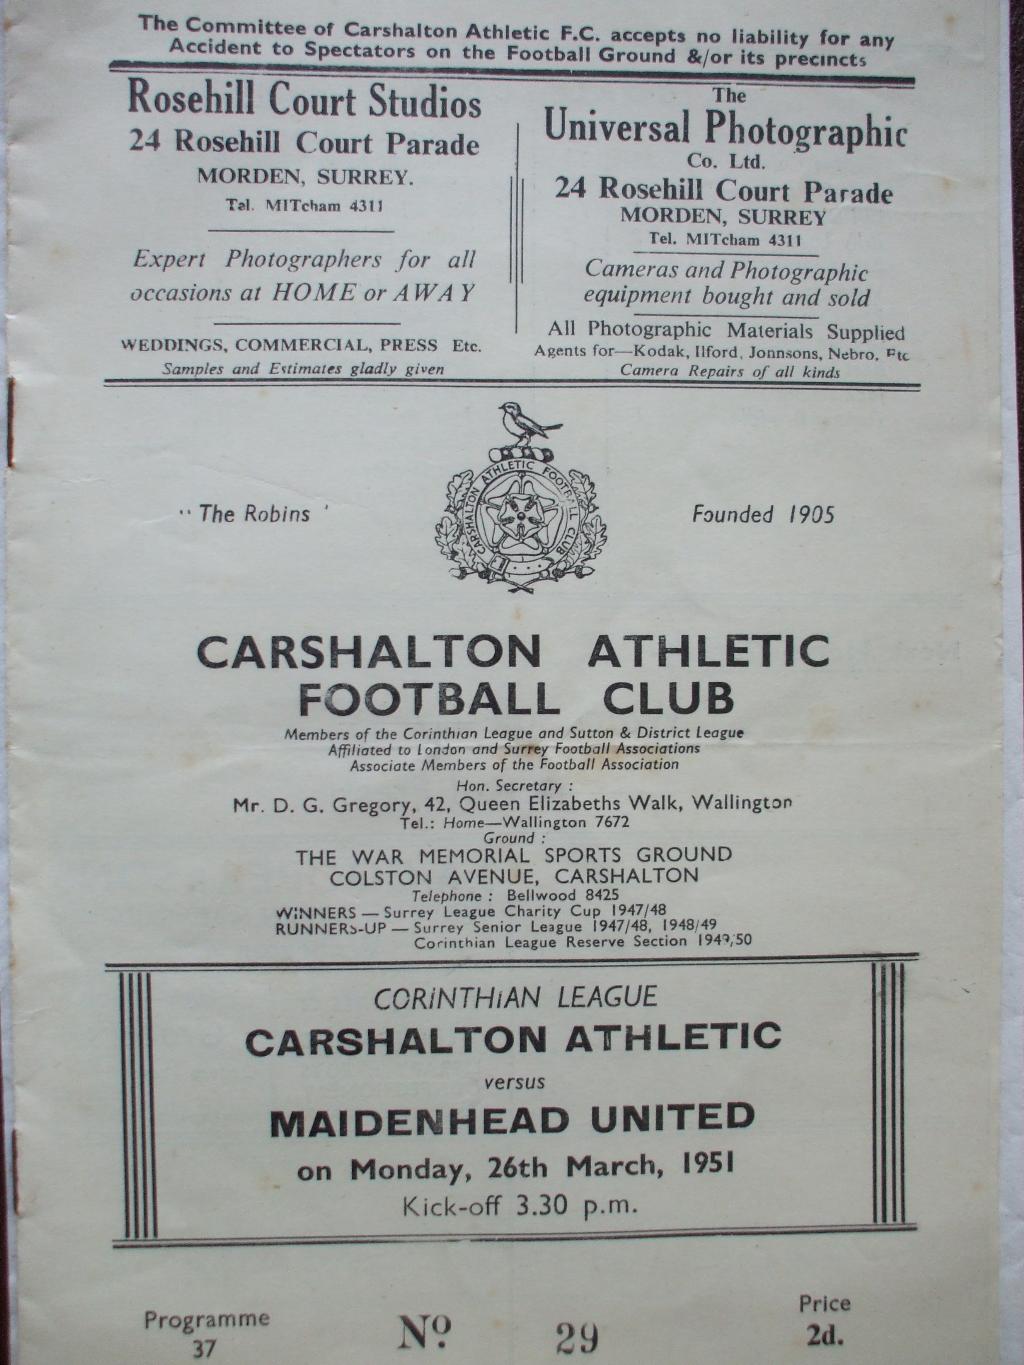 The Committee of Carshalton Athletic F.C. accepts no liability for any
Accident to Spectators on the Football Ground &/or its precincts
Rosehill Court Studios
24 Rosehill Court Parade
MORDEN, SURREY.
Tel. MITcham 4311
Expert Photographers for all
occasions at HOME or AWAY
WEDDINGS, COMMERCIAL, PRESS Etc.
Samples and Estimates gladly given
The
Universal Photographic
Co. Ltd.
24 Rosehill Court Parade
MORDEN, SURREY
Tel. MITcham 4311
Cameras and Photographic
equipment bought and sold
All Photographic Materials Supplied
Agents for—Kodak, Ilford, Jonnsons, Nebro, Etc
Camera Repairs of all kinds
"The Robins'
CARSHALTON ATHLETIC FOOTBALL CLUB
Founded 1905
CARSHALTON ATHLETIC
FOOTBALL CLUB
Members of the Corinthian League and Sutton & District League
Affiliated to London and Surrey Football Associations
Associate Members of the Football Association
Hon. Secretary :
Mr. D. G. Gregory, 42, Queen Elizabeths Walk, Wallington
Tel.: Home—Wallington 7672
Ground :
THE WAR MEMORIAL SPORTS GROUND
COLSTON AVENUE, CARSHALTON
Telephone : Bellwood 8425
WINNERS — Surrey League Charity Cup 1947/48
RUNNERS-UP — Surrey Senior League 1947/48, 1948/49
Corinthian League Reserve Section 1949/50
CORINTHIAN LEAGUE
CARSHALTON ATHLETIC
versus
MAIDENHEAD UNITED
on Monday, 26th March, 1951
Kick-off 3.30 p.m.
Programme
37
Nº 29
Price
2d.